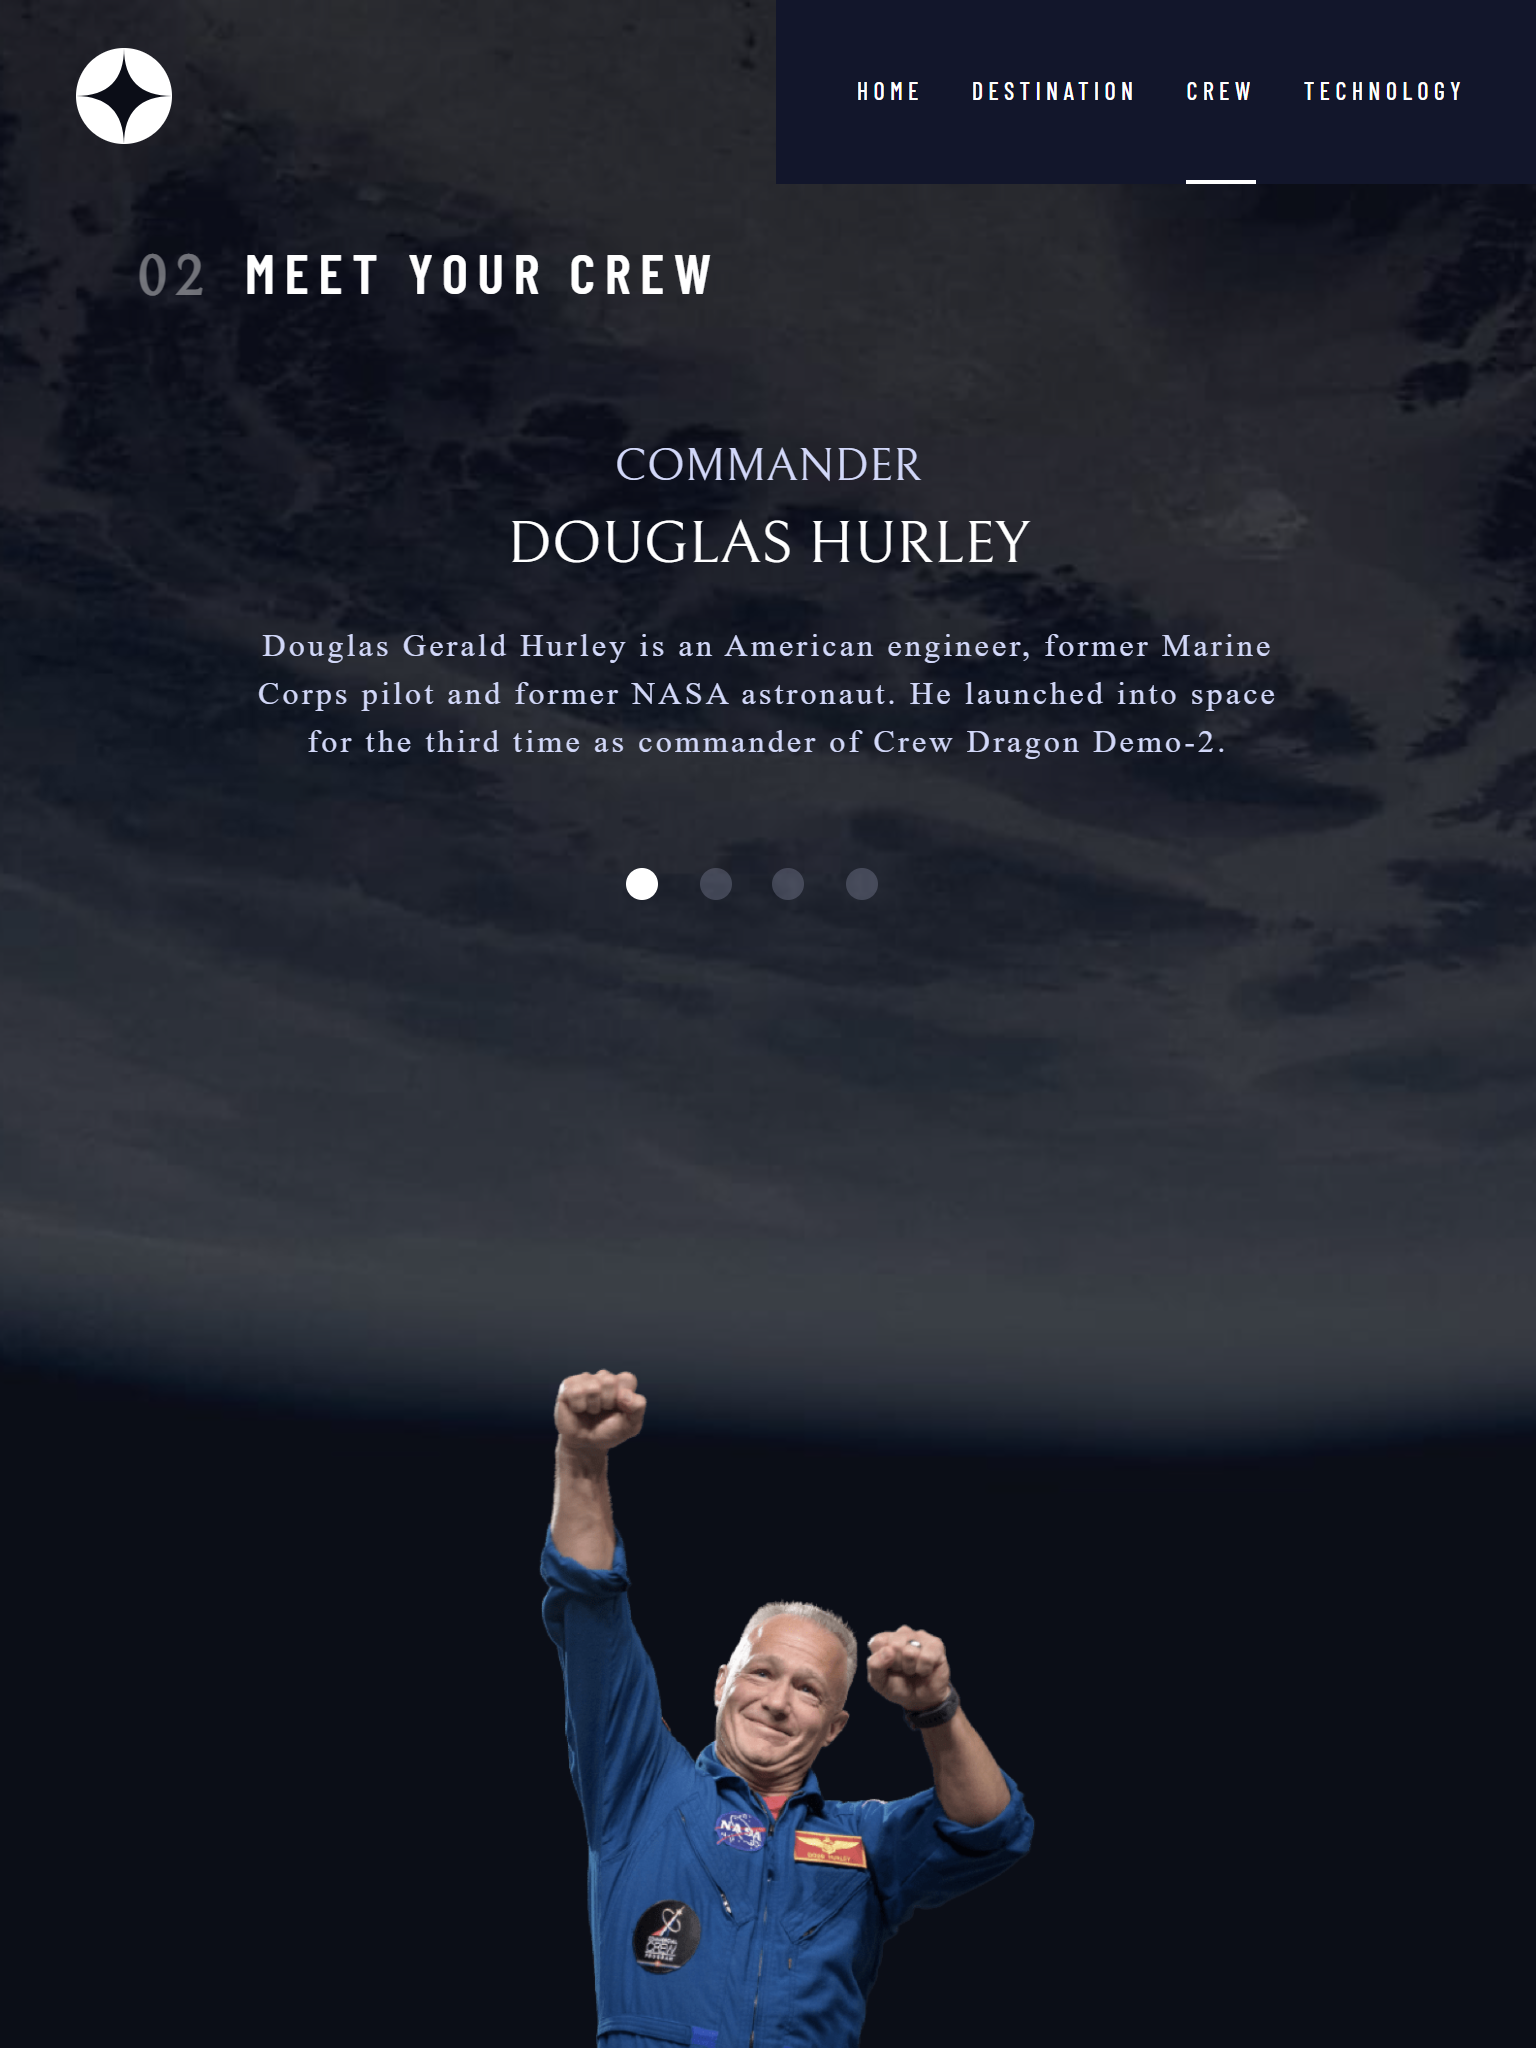 HOME DESTINATION CREW TECHNOLOGY
02 MEET YOUR CREW
COMMANDER
DOUGLAS HURLEY
Douglas Gerald Hurley is an American engineer, former Marine
Corps pilot and former NASA astronaut. He launched into space
for the third time as commander of Crew Dragon Demo-2.
NASA
CREW